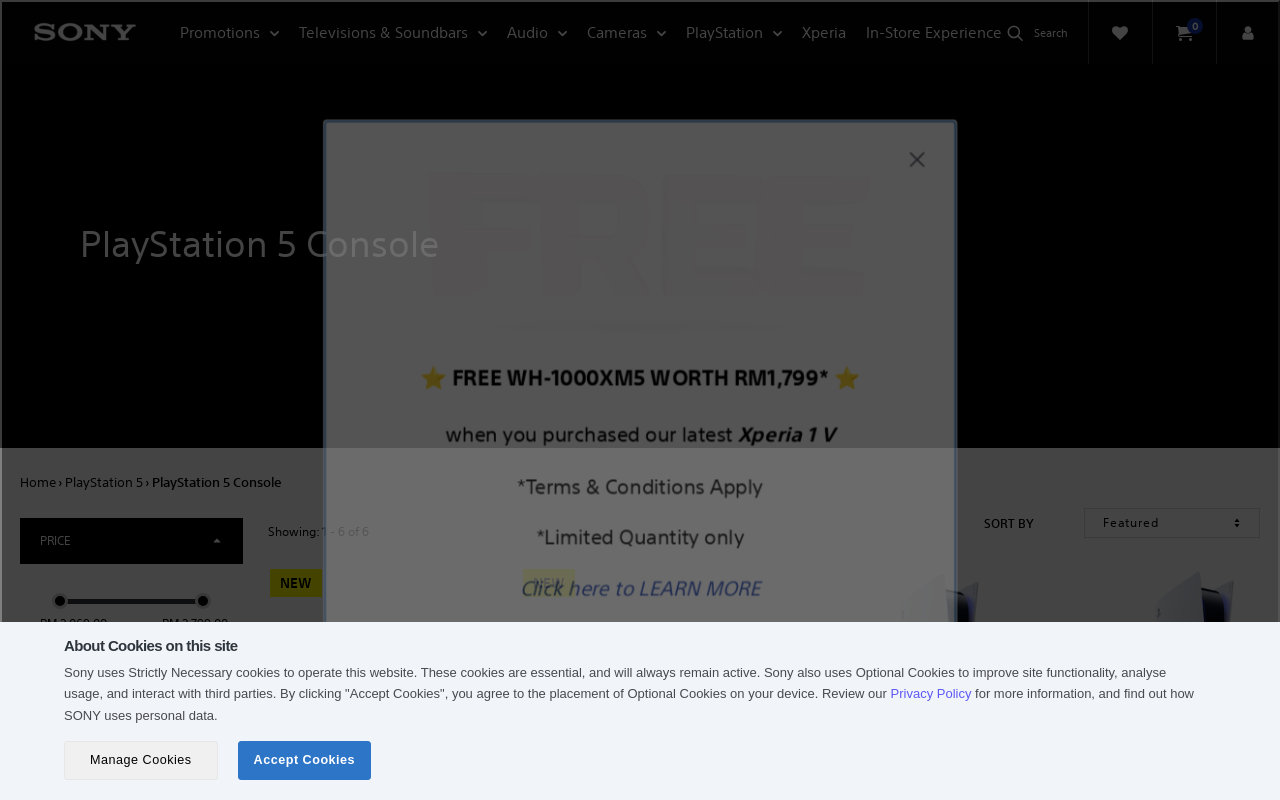 SONY
Promotions
Televisions & Soundbars
Audio
Cameras
PlayStation
Xperia
In-Store Experience
Search
0
FREE
PlayStation 5 Console
⭐ FREE WH-1000XM5 WORTH RM1,799* ⭐
when you purchased our latest Xperia 1 V
*Terms & Conditions Apply
*Limited Quantity only
Click here to LEARN MORE
Home › PlayStation 5 › PlayStation 5 Console
PRICE
Showing: 1 - 6 of 6
SORT BY
Featured
NEW
NEW
About Cookies on this site
Sony uses Strictly Necessary cookies to operate this website. These cookies are essential, and will always remain active. Sony also uses Optional Cookies to improve site functionality, analyse
usage, and interact with third parties. By clicking "Accept Cookies", you agree to the placement of Optional Cookies on your device. Review our Privacy Policy for more information, and find out how
SONY uses personal data.
Manage Cookies
Accept Cookies